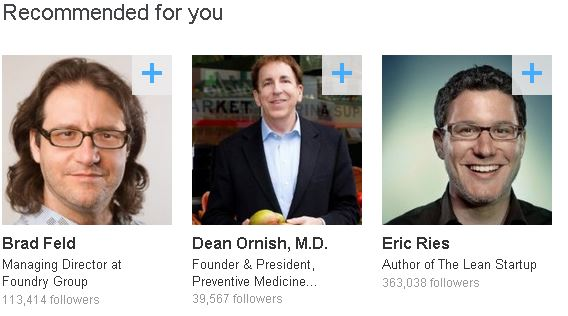 Recommended for you
MARKET
Brad Feld
Dean Ornish, M.D.
Eric Ries
Managing Director at
Foundry Group
Founder & President,
Preventive Medicine...
Author of The Lean Startup
113,414 followers
39,567 followers
363,038 followers